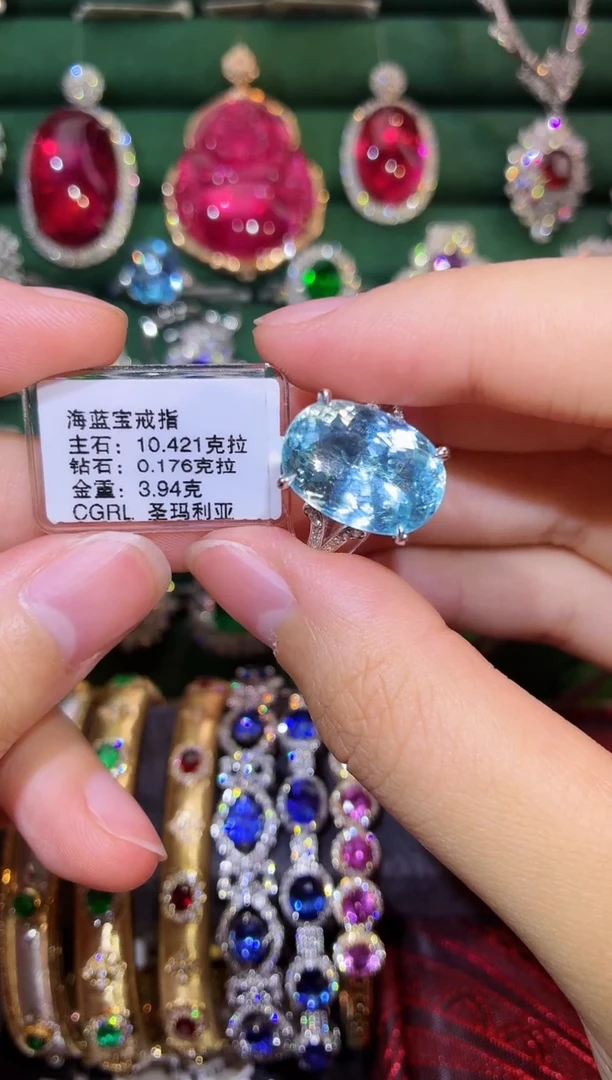 海蓝宝戒指
主石：10.421克拉
钻石：0.176克拉
金重：3.94克
CGRL 圣玛利亚